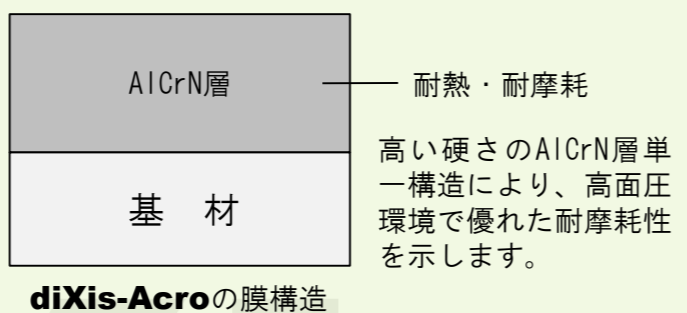 AlCrN層
耐熱・耐摩耗
高い硬さのAlCrN層単
一構造により、高面圧
環境で優れた耐摩耗性
を示します。
基 材
diXis-Acroの膜構造